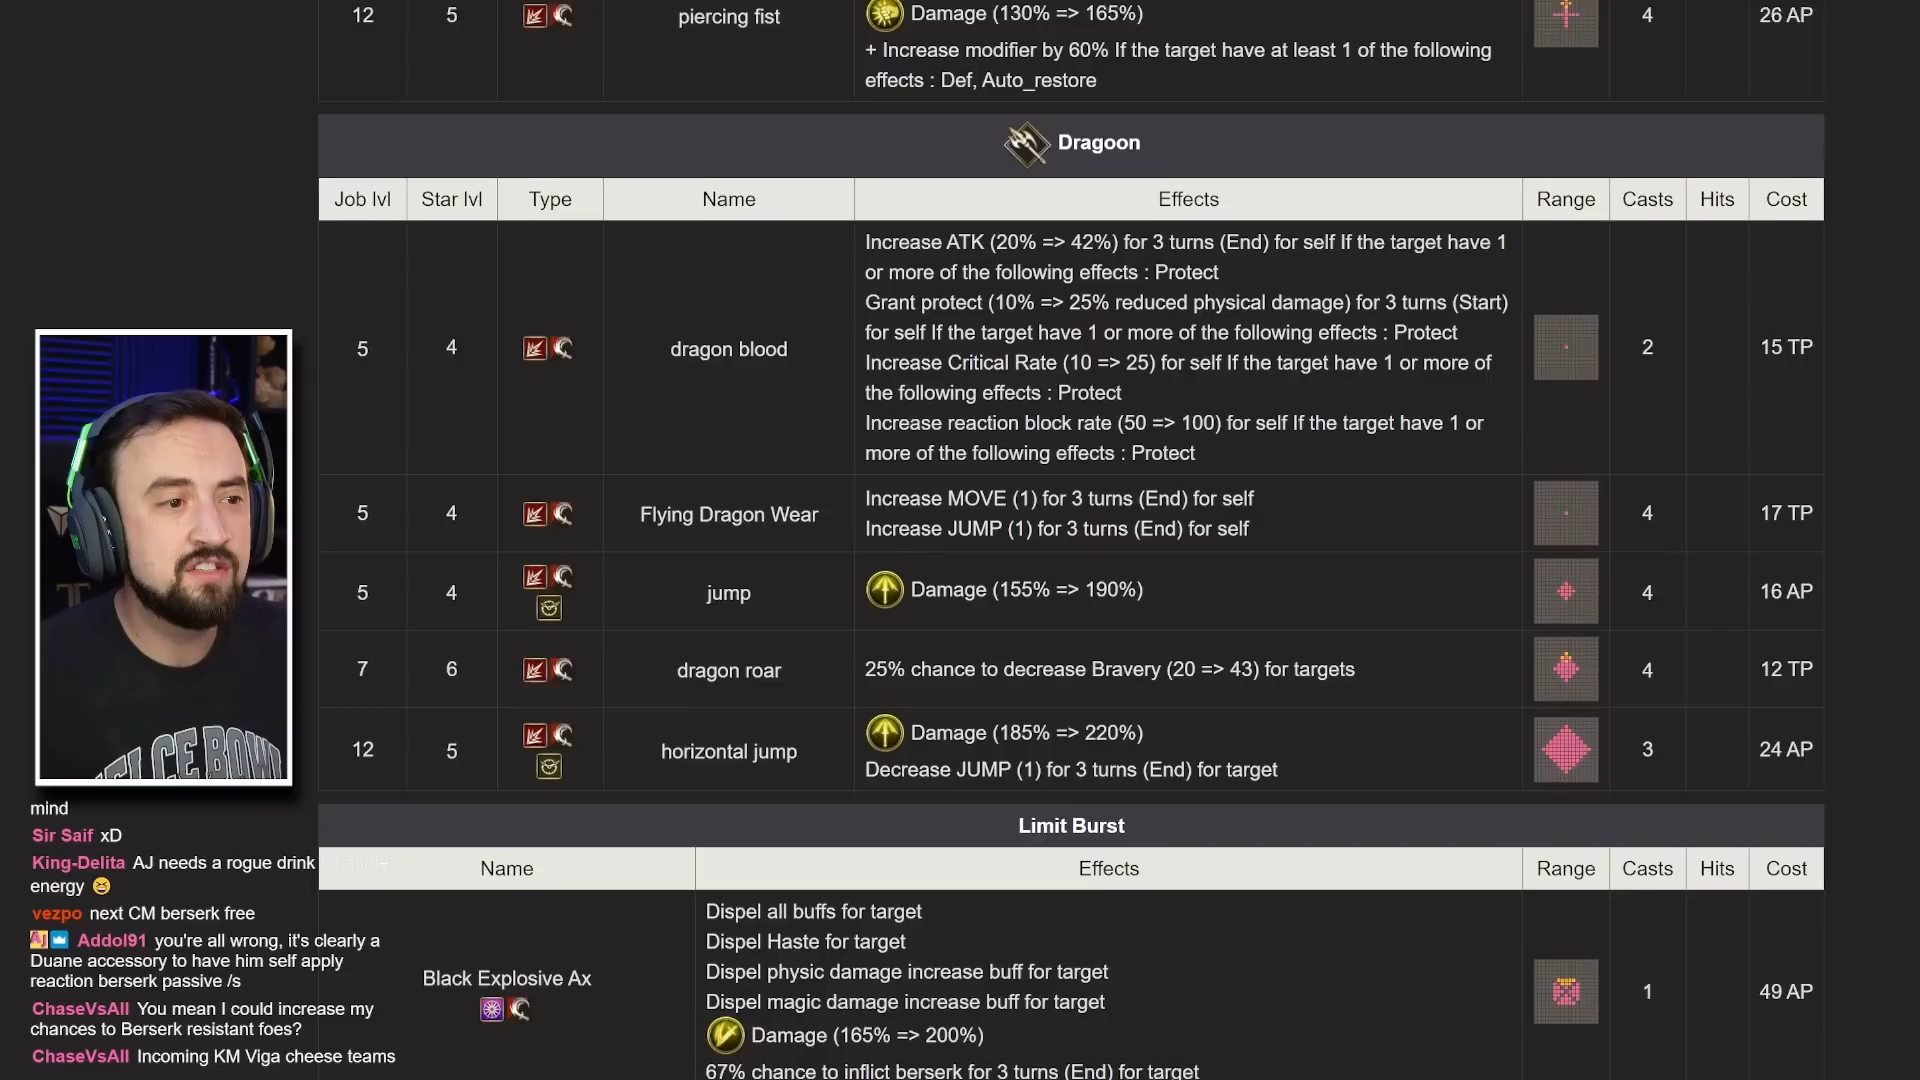 12 5 piercing fist Damage (130% => 165%) 4 26 AP
+ Increase modifier by 60% If the target have at least 1 of the following
effects : Def, Auto_restore
Dragoon
Job lvl Star lvl Type Name Effects Range Casts Hits Cost
Increase ATK (20% => 42%) for 3 turns (End) for self If the target have 1
or more of the following effects : Protect
Grant protect (10% => 25% reduced physical damage) for 3 turns (Start)
for self If the target have 1 or more of the following effects : Protect
5 4 dragon blood 2 15 TP
Increase Critical Rate (10 => 25) for self If the target have 1 or more of
the following effects : Protect
Increase reaction block rate (50 => 100) for self If the target have 1 or
more of the following effects : Protect
5 4 Flying Dragon Wear Increase MOVE (1) for 3 turns (End) for self 4 17 TP
Increase JUMP (1) for 3 turns (End) for self
5 4 jump Damage (155% => 190%) 4 16 AP
7 6 dragon roar 25% chance to decrease Bravery (20 => 43) for targets 4 12 TP
12 5 horizontal jump Damage (185% => 220%) 3 24 AP
Decrease JUMP (1) for 3 turns (End) for target
Limit Burst
Name Effects Range Casts Hits Cost
Dispel all buffs for target
Dispel Haste for target
Black Explosive Ax Dispel physic damage increase buff for target 1 49 AP
Dispel magic damage increase buff for target
Damage (165% => 200%)
67% chance to inflict berserk for 3 turns (End) for target
mind
Sir Saif xD
King-Delita AJ needs a rogue drink
energy
vezpo next CM berserk free
AJ Addol91 you're all wrong, it's clearly a
Duane accessory to have him self apply
reaction berserk passive /s
ChaseVsAll You mean I could increase my
chances to Berserk resistant foes?
ChaseVsAll Incoming KM Viga cheese teams